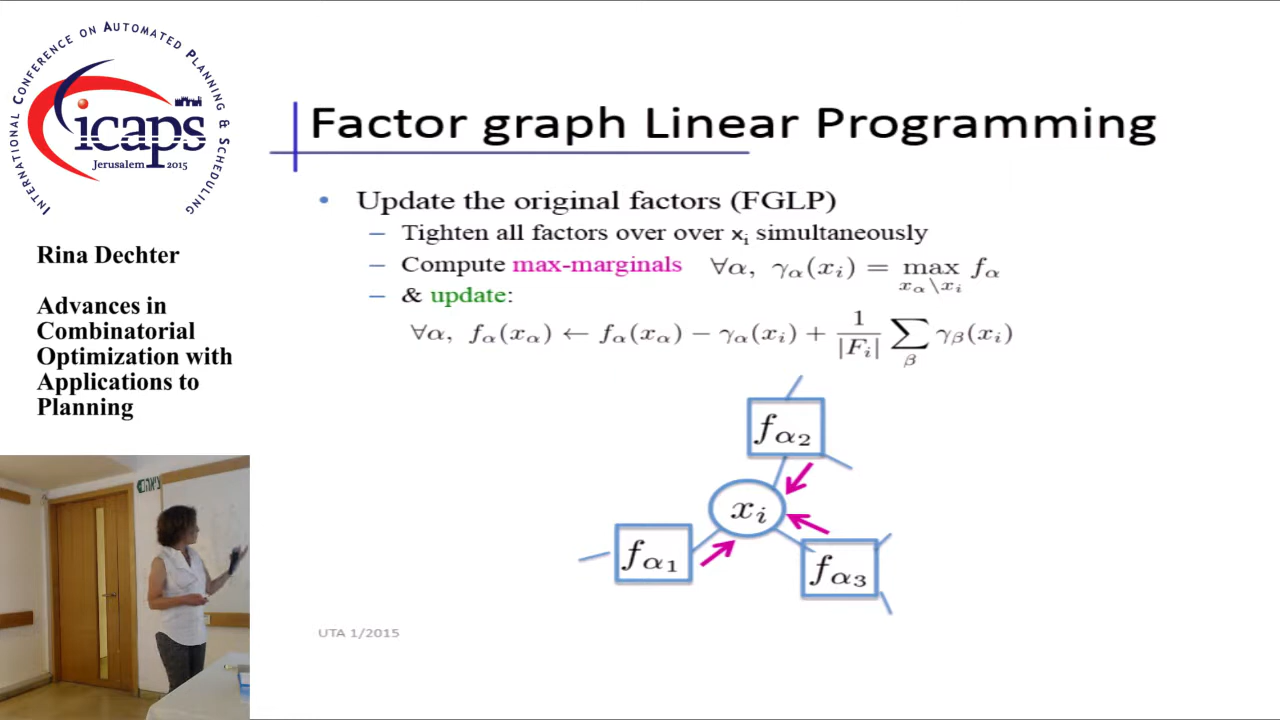 INTERNATIONAL CONFERENCE ON AUTOMATED PLANNING & SCHEDULING
icaps
Jerusalem 2015
Rina Dechter
Advances in
Combinatorial
Optimization with
Applications to
Planning
Factor graph Linear Programming
• Update the original factors (FGLP)
– Tighten all factors over over xᵢ simultaneously
– Compute max-marginals ∀α, γ_α(x_i) = max_{x_α\x_i} f_α
– & update:
∀α, f_α(x_α) ← f_α(x_α) − γ_α(x_i) + 1/|F_i| ∑_β γ_β(x_i)
f_α2
x_i
f_α1
f_α3
UTA 1/2015